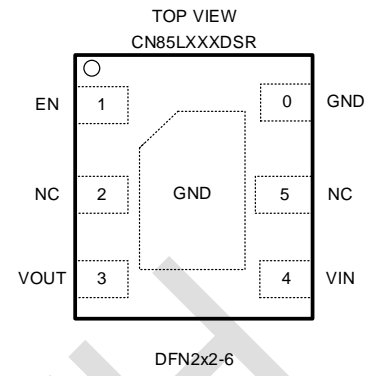 TOP VIEW
CN85LXXXDSR
EN 1 0 GND
NC 2 GND 5 NC
VOUT 3 4 VIN
DFN2x2-6